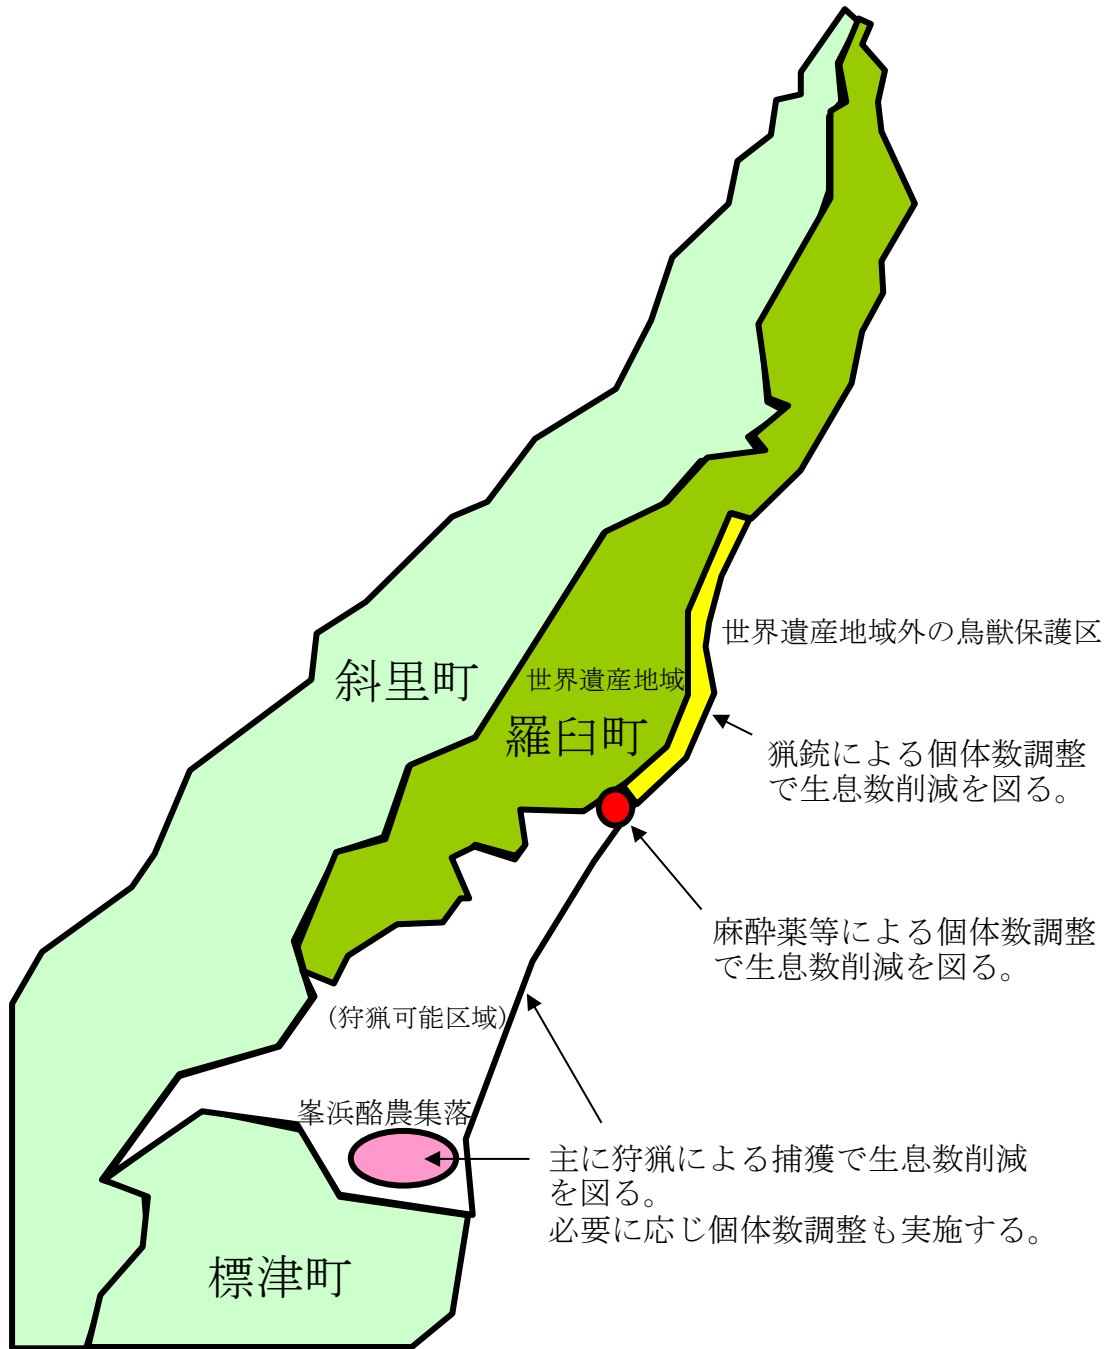 世界遺産地域外の鳥獣保護区
斜里町
世界遺産地域
羅臼町
猟銃による個体数調整
で生息数削減を図る。
麻酔薬等による個体数調整
で生息数削減を図る。
(狩猟可能区域)
峯浜酪農集落
主に狩猟による捕獲で生息数削減
を図る。
必要に応じ個体数調整も実施する。
標津町